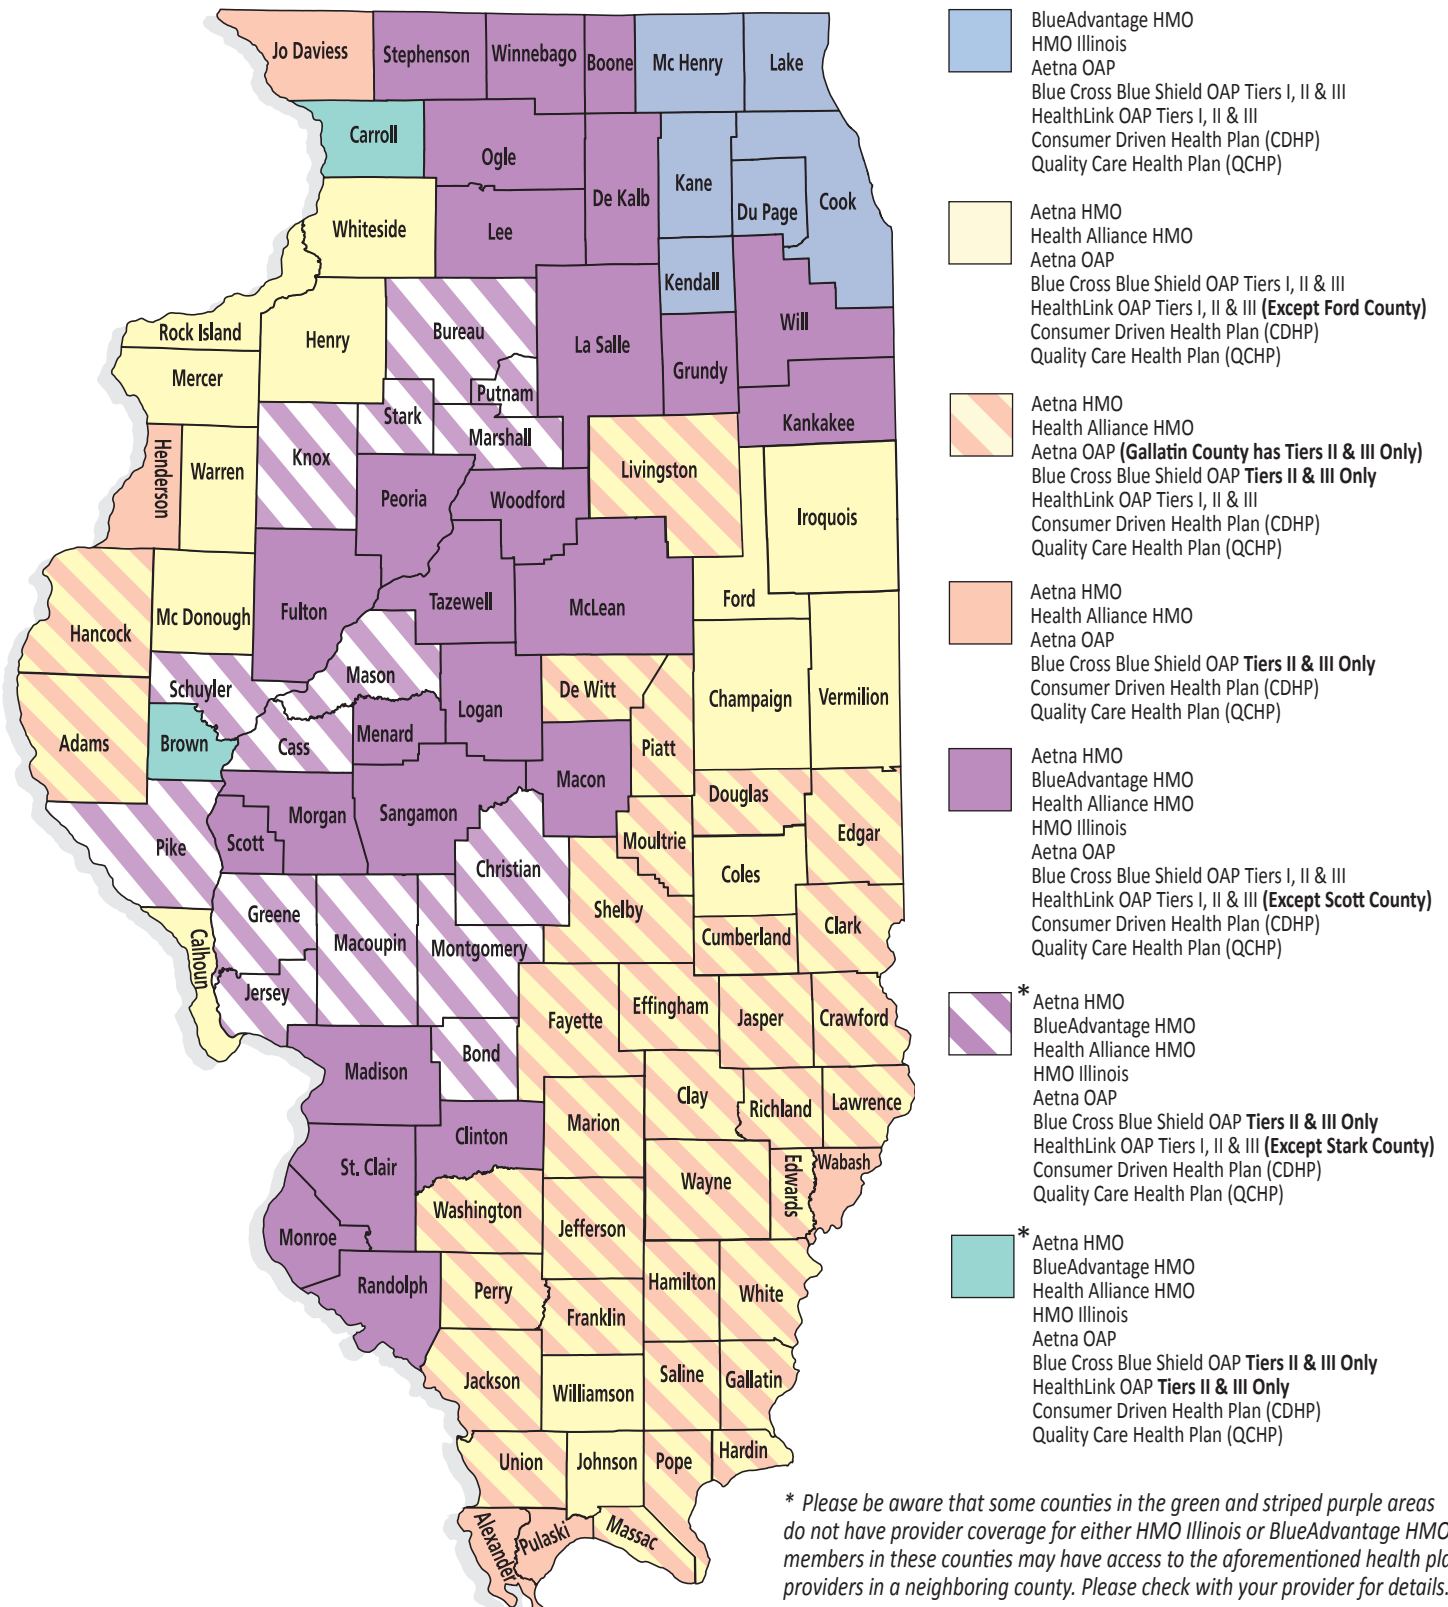 Jo Daviess
Stephenson
Winnebago
Boone
Mc Henry
Lake
Carroll
Ogle
De Kalb
Kane
Du Page
Cook
Whiteside
Lee
Kendall
Rock Island
Henry
Bureau
La Salle
Will
Grundy
Mercer
Putnam
Stark
Marshall
Kankakee
Henderson
Warren
Knox
Peoria
Woodford
Livingston
Iroquois
Hancock
Mc Donough
Fulton
Tazewell
McLean
Ford
Schuyler
Mason
Logan
De Witt
Champaign
Vermilion
Adams
Brown
Cass
Menard
Piatt
Macon
Douglas
Edgar
Pike
Scott
Morgan
Sangamon
Moultrie
Christian
Coles
Shelby
Calhoun
Greene
Macoupin
Montgomery
Cumberland
Clark
Jersey
Fayette
Effingham
Jasper
Crawford
Bond
Madison
Clay
Richland
Lawrence
Marion
Clinton
St. Clair
Wayne
Edwards
Wabash
Washington
Jefferson
Monroe
Randolph
Perry
Hamilton
White
Franklin
Jackson
Williamson
Saline
Gallatin
Union
Johnson
Pope
Hardin
Alexander
Pulaski
Massac
BlueAdvantage HMO
HMO Illinois
Aetna OAP
Blue Cross Blue Shield OAP Tiers I, II & III
HealthLink OAP Tiers I, II & III
Consumer Driven Health Plan (CDHP)
Quality Care Health Plan (QCHP)
Aetna HMO
Health Alliance HMO
Aetna OAP
Blue Cross Blue Shield OAP Tiers I, II & III
HealthLink OAP Tiers I, II & III (Except Ford County)
Consumer Driven Health Plan (CDHP)
Quality Care Health Plan (QCHP)
Aetna HMO
Health Alliance HMO
Aetna OAP (Gallatin County has Tiers II & III Only)
Blue Cross Blue Shield OAP Tiers II & III Only
HealthLink OAP Tiers I, II & III
Consumer Driven Health Plan (CDHP)
Quality Care Health Plan (QCHP)
Aetna HMO
Health Alliance HMO
Aetna OAP
Blue Cross Blue Shield OAP Tiers II & III Only
Consumer Driven Health Plan (CDHP)
Quality Care Health Plan (QCHP)
Aetna HMO
BlueAdvantage HMO
Health Alliance HMO
HMO Illinois
Aetna OAP
Blue Cross Blue Shield OAP Tiers I, II & III
HealthLink OAP Tiers I, II & III (Except Scott County)
Consumer Driven Health Plan (CDHP)
Quality Care Health Plan (QCHP)
* Aetna HMO
BlueAdvantage HMO
Health Alliance HMO
HMO Illinois
Aetna OAP
Blue Cross Blue Shield OAP Tiers II & III Only
HealthLink OAP Tiers I, II & III (Except Stark County)
Consumer Driven Health Plan (CDHP)
Quality Care Health Plan (QCHP)
* Aetna HMO
BlueAdvantage HMO
Health Alliance HMO
HMO Illinois
Aetna OAP
Blue Cross Blue Shield OAP Tiers II & III Only
HealthLink OAP Tiers II & III Only
Consumer Driven Health Plan (CDHP)
Quality Care Health Plan (QCHP)
* Please be aware that some counties in the green and striped purple areas
do not have provider coverage for either HMO Illinois or BlueAdvantage HMO
members in these counties may have access to the aforementioned health pla
providers in a neighboring county. Please check with your provider for details.